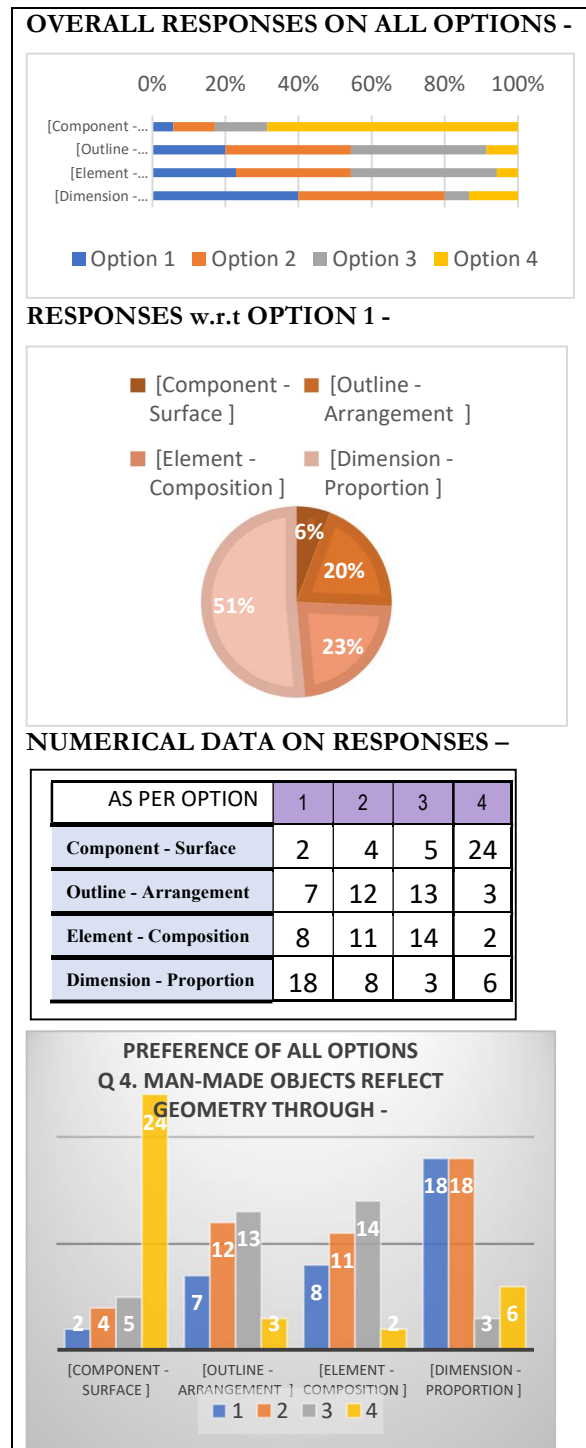 OVERALL RESPONSES ON ALL OPTIONS -
0% 20% 40% 60% 80% 100%
[Component -...
[Outline -...
[Element -...
[Dimension -...
Option 1 Option 2 Option 3 Option 4
RESPONSES w.r.t OPTION 1 -
[Component - [Outline -
Surface ] Arrangement ]
[Element - [Dimension -
Composition ] Proportion ]
6%
20%
51%
23%
NUMERICAL DATA ON RESPONSES –
AS PER OPTION 1 2 3 4
Component - Surface 2 4 5 24
Outline - Arrangement 7 12 13 3
Element - Composition 8 11 14 2
Dimension - Proportion 18 8 3 6
PREFERENCE OF ALL OPTIONS
Q 4. MAN-MADE OBJECTS REFLECT
GEOMETRY THROUGH -
2 4 5 24 7 12 13 3 8 11 14 2 18 18 3 6
[COMPONENT - [OUTLINE - [ELEMENT - [DIMENSION -
SURFACE ] ARRANGEMENT ] COMPOSITION ] PROPORTION ]
1 2 3 4